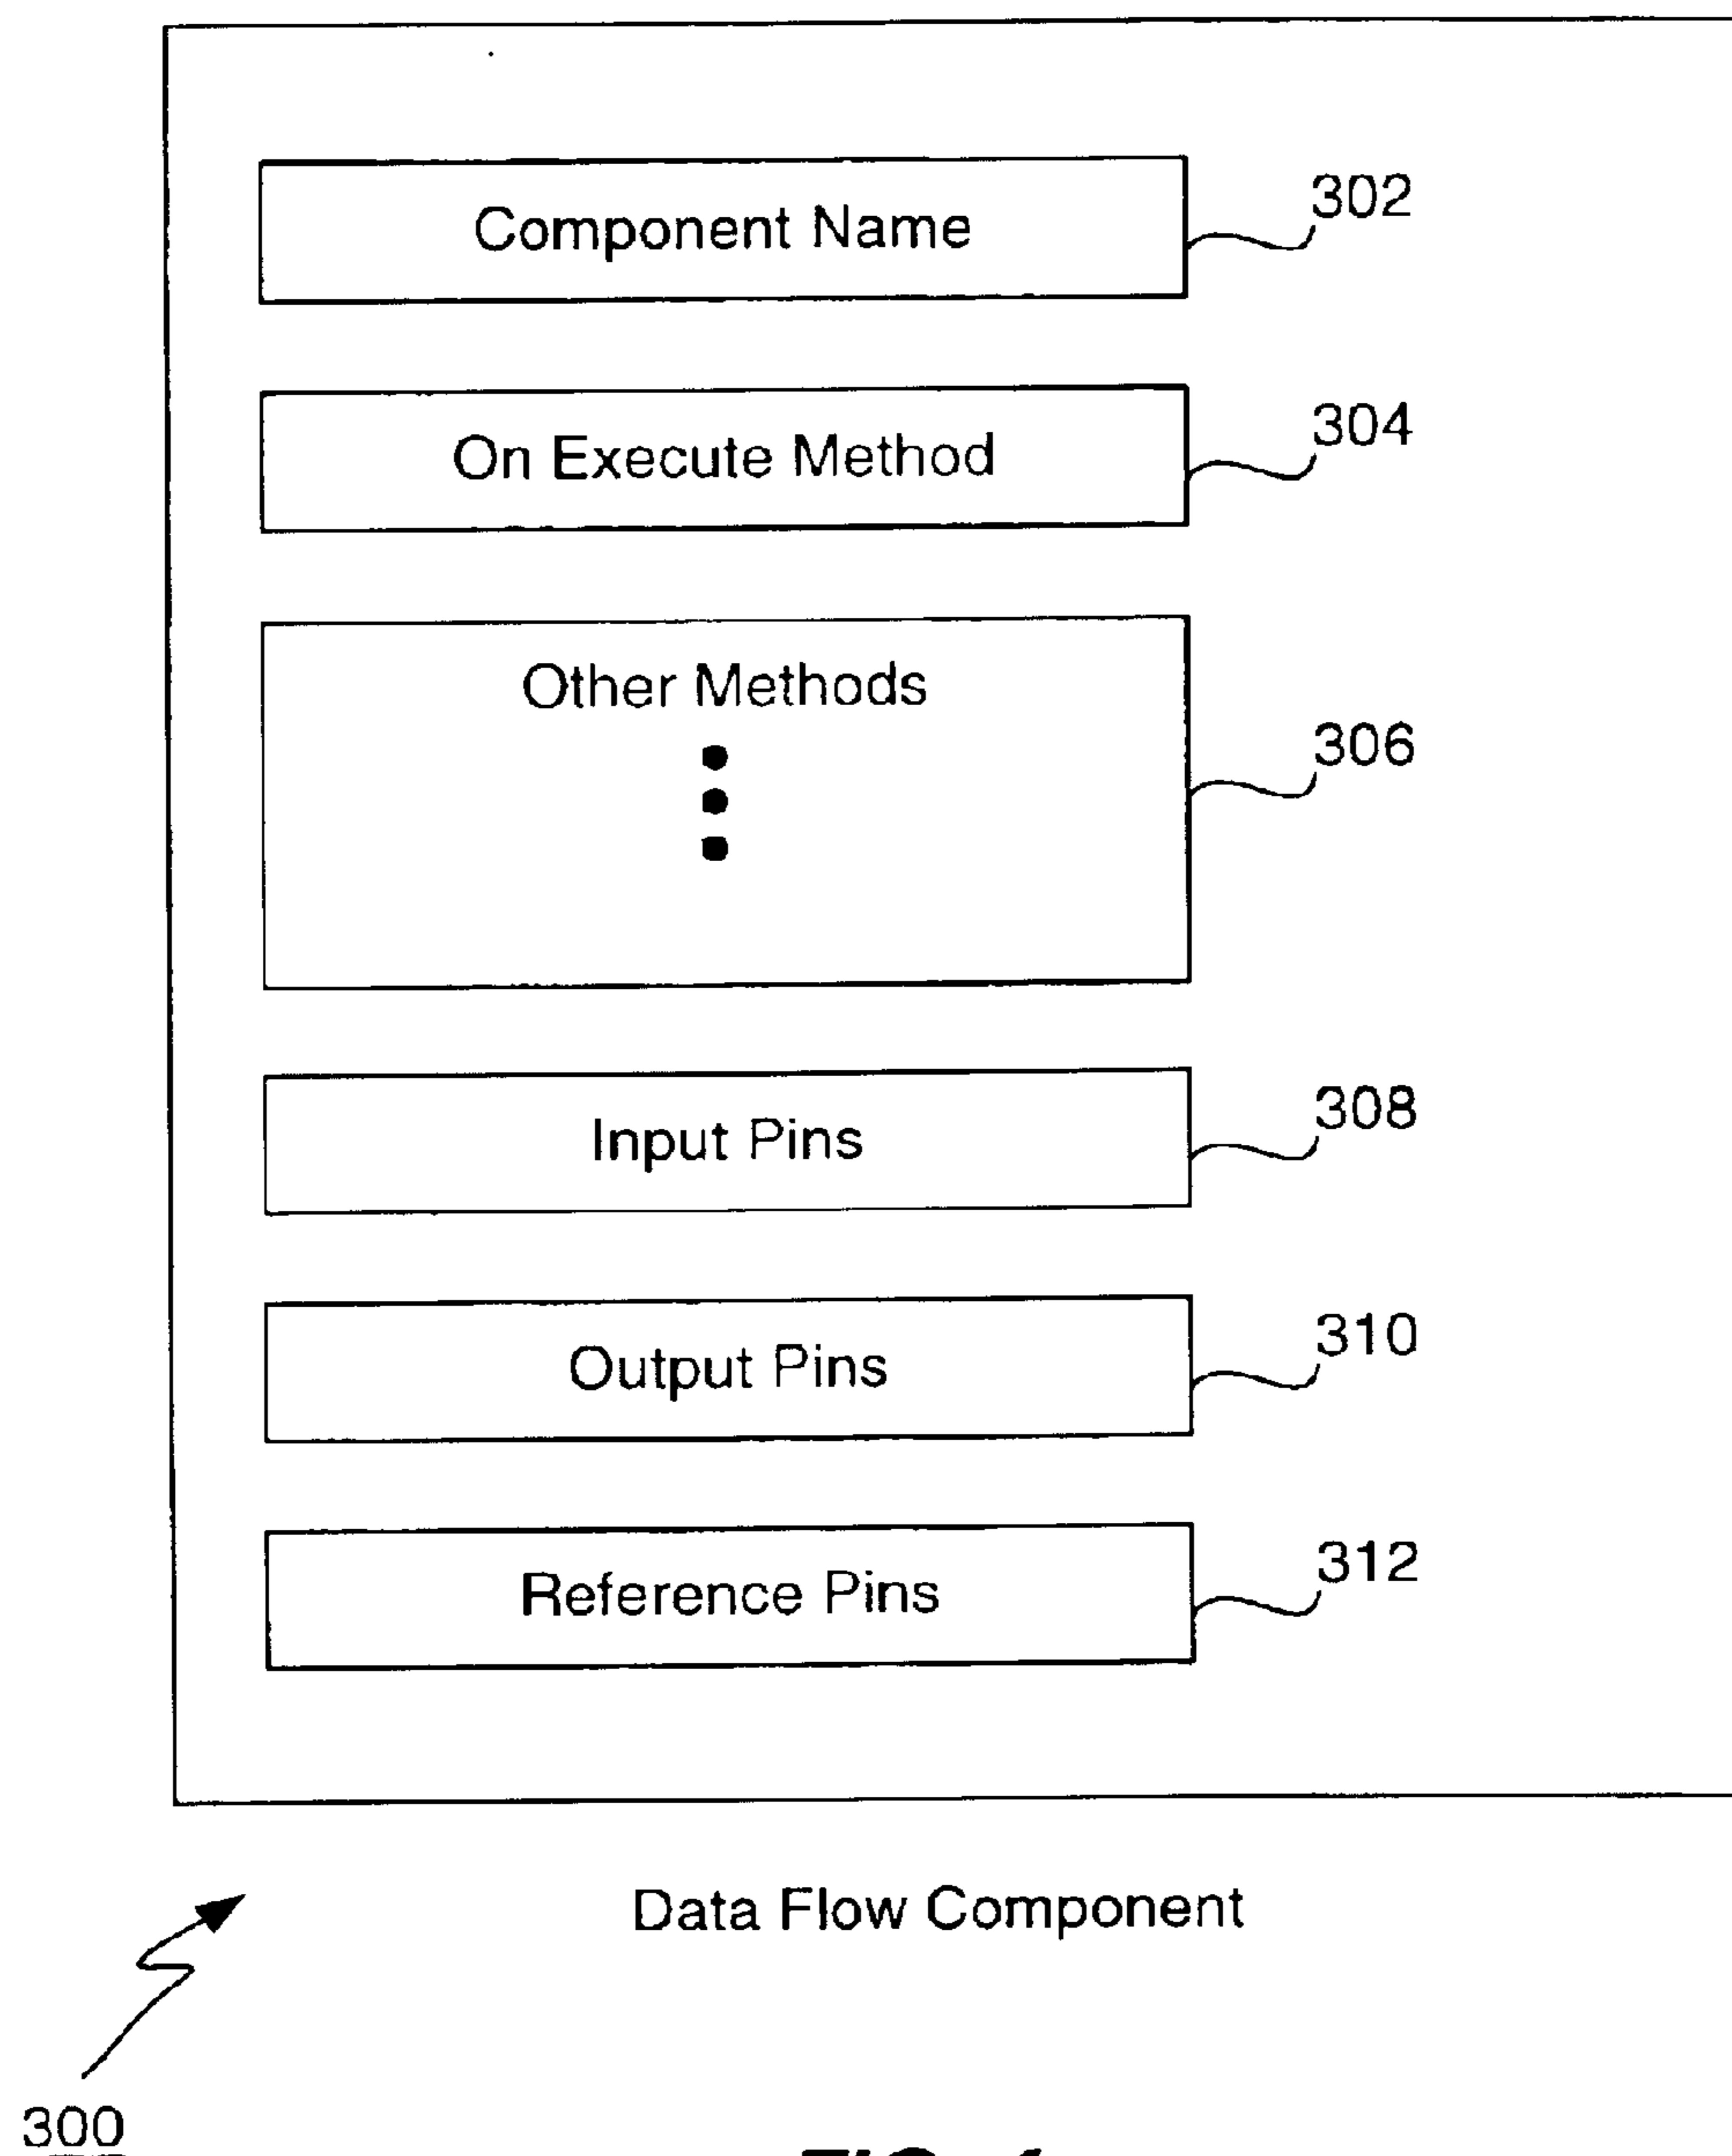 Component Name
302
On Execute Method
304
Other Methods
306
Input Pins
308
Output Pins
310
Reference Pins
312
Data Flow Component
300